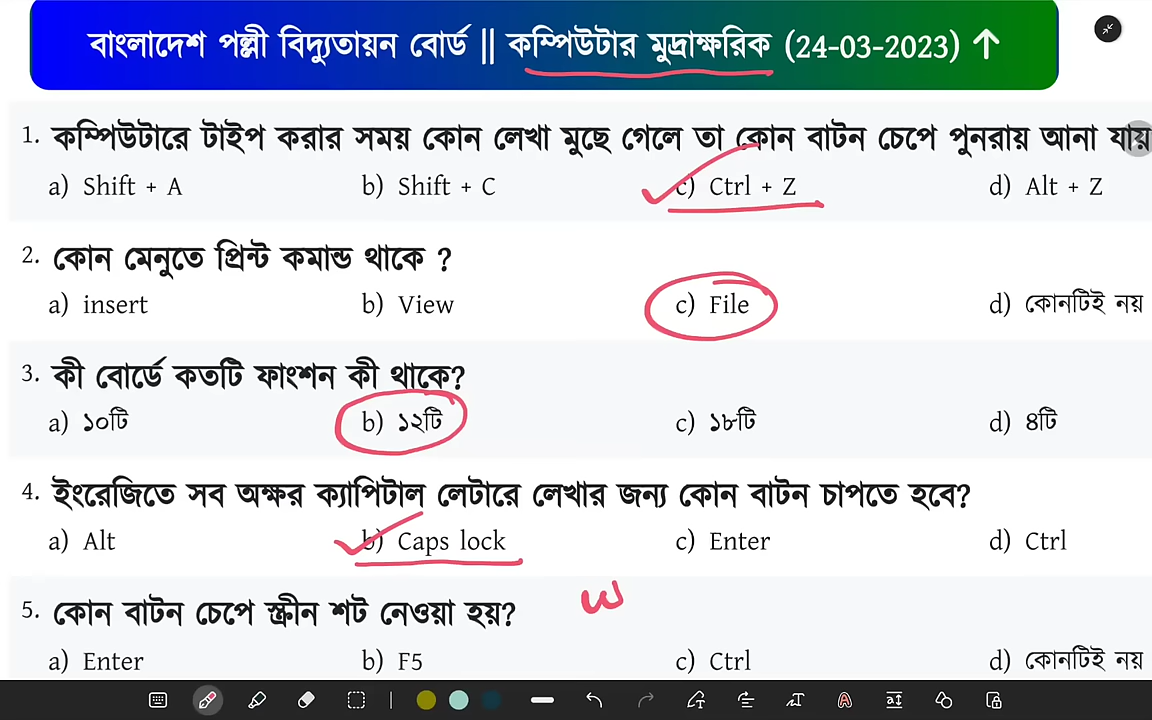 বাংলাদেশ পল্লী বিদ্যুতায়ন বোর্ড || কম্পিউটার মুদ্রাক্ষরিক (24-03-2023) ↑
1. কম্পিউটারে টাইপ করার সময় কোন লেখা মুছে গেলে তা কোন বাটন চেপে পুনরায় আনা যায়
a) Shift + A b) Shift + C c) Ctrl + Z d) Alt + Z
2. কোন মেনুতে প্রিন্ট কমান্ড থাকে ?
a) insert b) View c) File d) কোনটিই নয়
3. কী বোর্ডে কতটি ফাংশন কী থাকে?
a) ১০টি b) ১২টি c) ১৮টি d) ৪টি
4. ইংরেজিতে সব অক্ষর ক্যাপিটাল লেটারে লেখার জন্য কোন বাটন চাপতে হবে?
a) Alt b) Caps lock c) Enter d) Ctrl
5. কোন বাটন চেপে স্ক্রীন শট নেওয়া হয়? W
a) Enter b) F5 c) Ctrl d) কোনটিই নয়